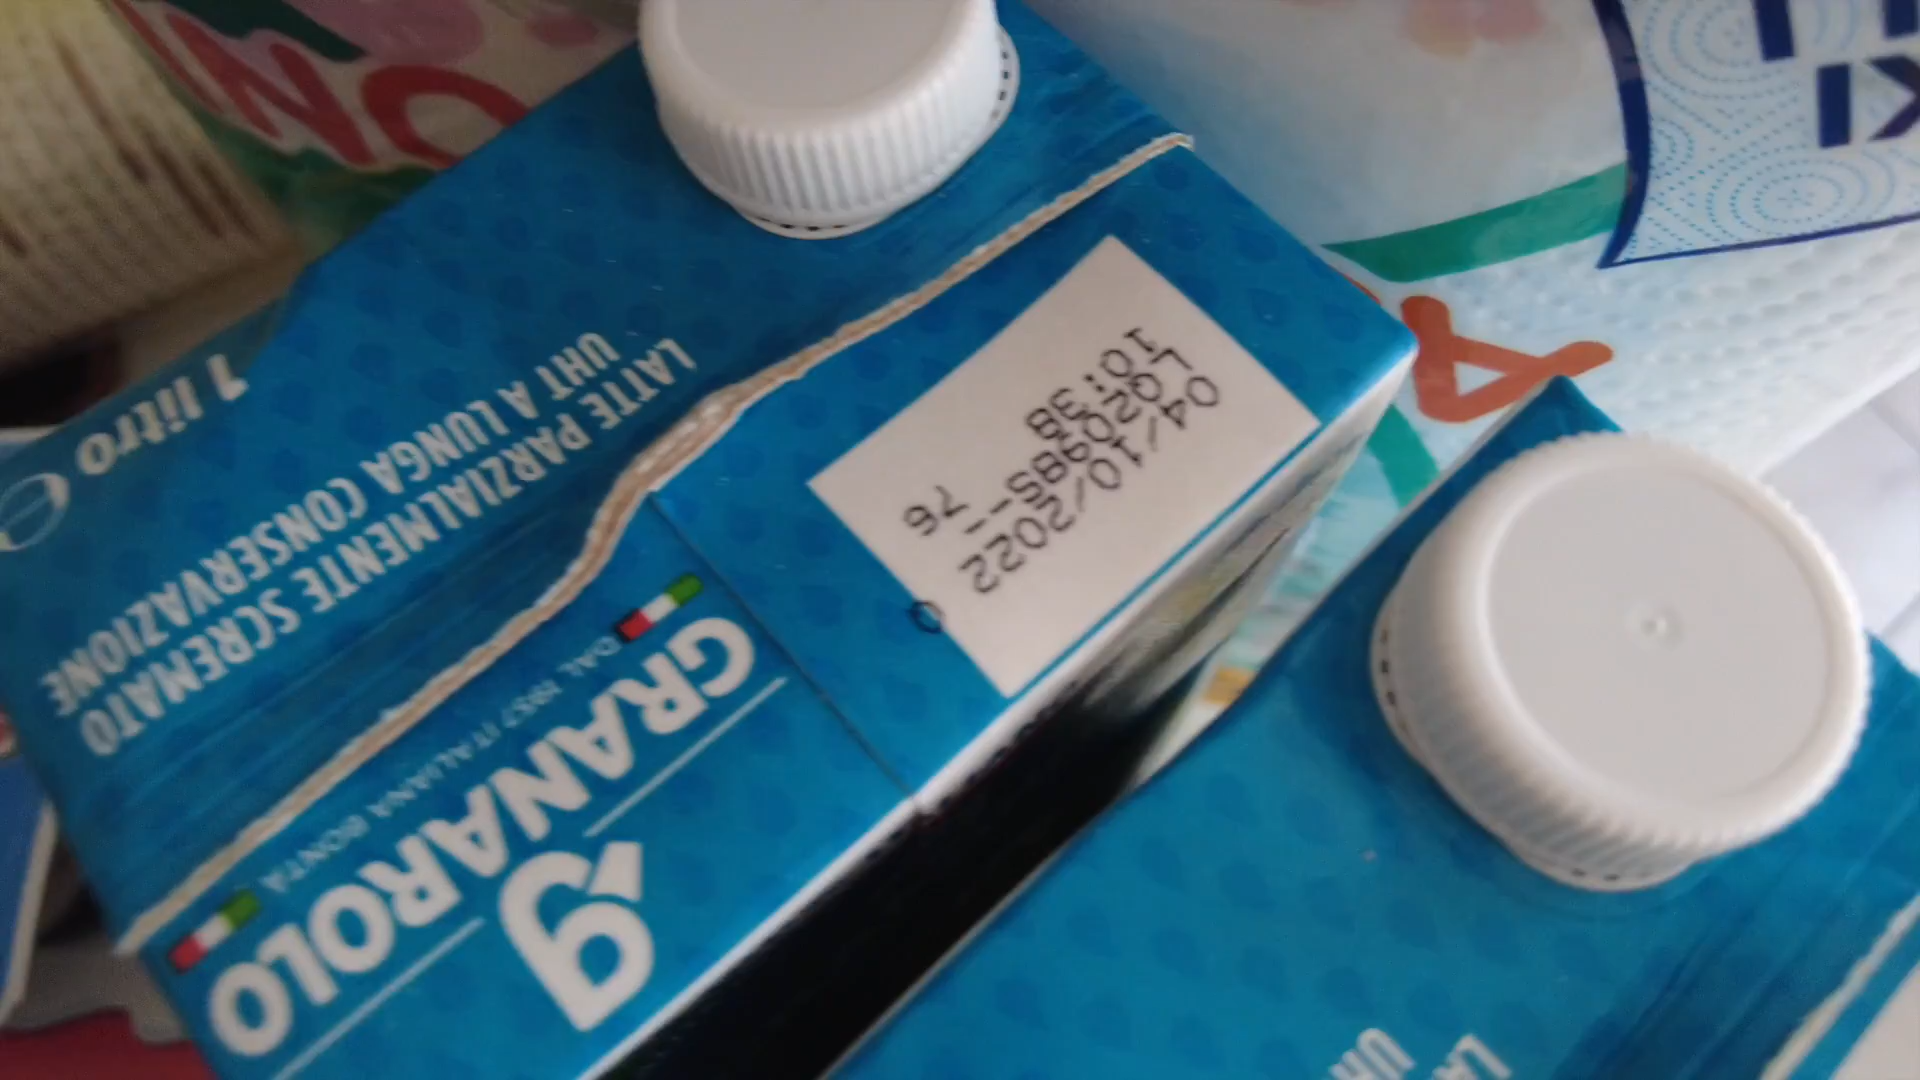 1 litro
LATTE PARZIALMENTE SCREMATO
UHT A LUNGA CONSERVAZIONE
GRANAROLO
DAL 1957 ITALIANA BONTÀ
g
04/10/2022
10:38
76